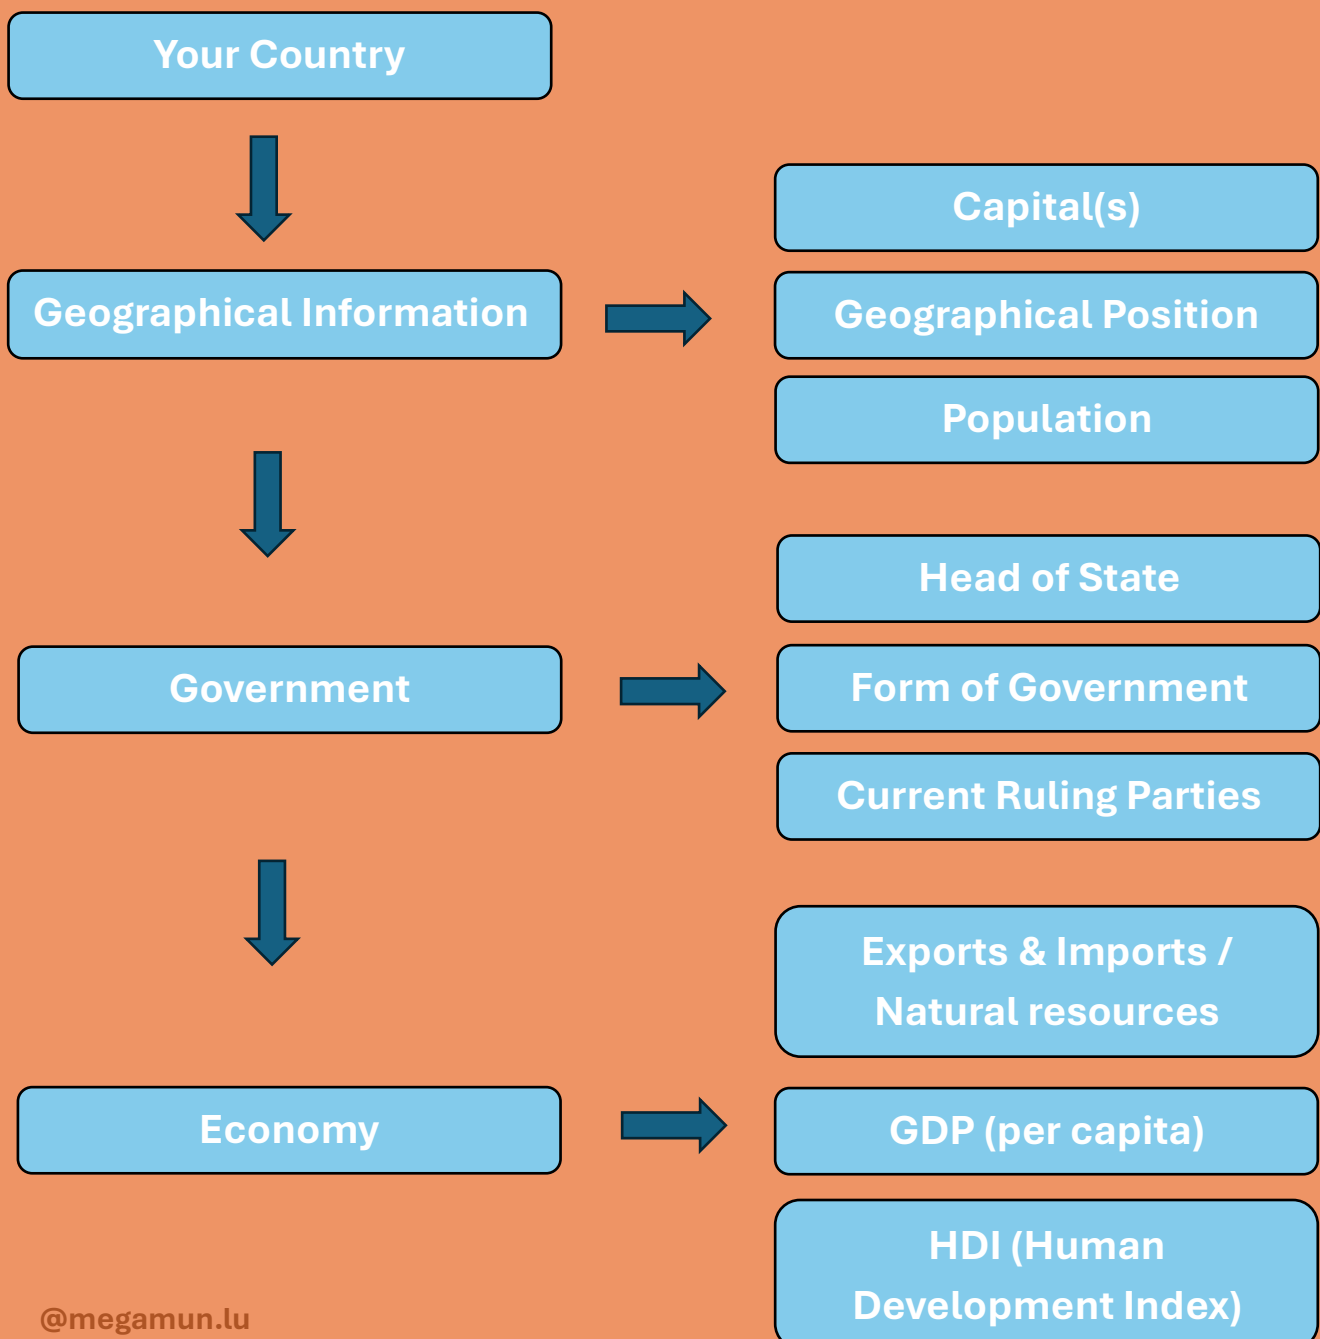 Your Country
Capital(s)
Geographical Information
Geographical Position
Population
Head of State
Government
Form of Government
Current Ruling Parties
Exports & Imports /
Natural resources
Economy
GDP (per capita)
HDI (Human
Development Index)
@megamun.lu